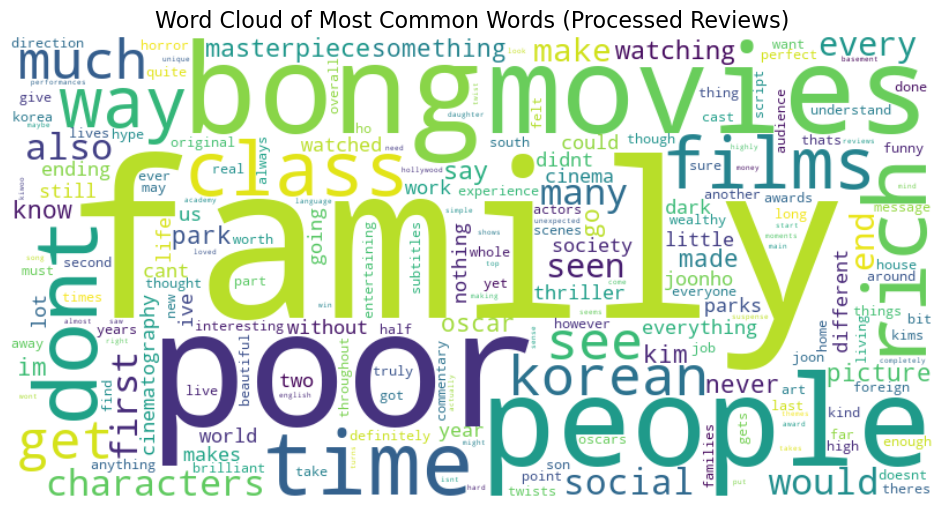 Word Cloud of Most Common Words (Processed Reviews)
direction horror masterpiece something look make watching want every
much unique bong movies perfect basement
performances quite twist thing script done
korea give way overall daughter felt cast understand
maybe lives hype original ho south could though audience thats reviews
also ever real always watched need say didnt sure highly money funny
ending may class hollywood work cinema many films another awards mind
still academy language experience dark long message
know us park simple actors go wealthy start end rich
kimoo life worth going unexpected scenes society little moments
dont must second loved family nothing whole seen made joonho main house
song cant thought part entertaining subtitles shows top yet come thriller everyone parks different around
lot times new win making seems suspense living things
almost saw ive interesting without half oscar however everything home bit
away years right poor see kim job joon kims
im cinematography beautiful truly commentary korean never art picture completely
first find live two throughout got sense last foreign
wont english actually people themes kind
get world year oscars families award gets far enough
anything makes definitely might son high takes would doesnt
characters brilliant take turns time isnt hard point twists social put theres